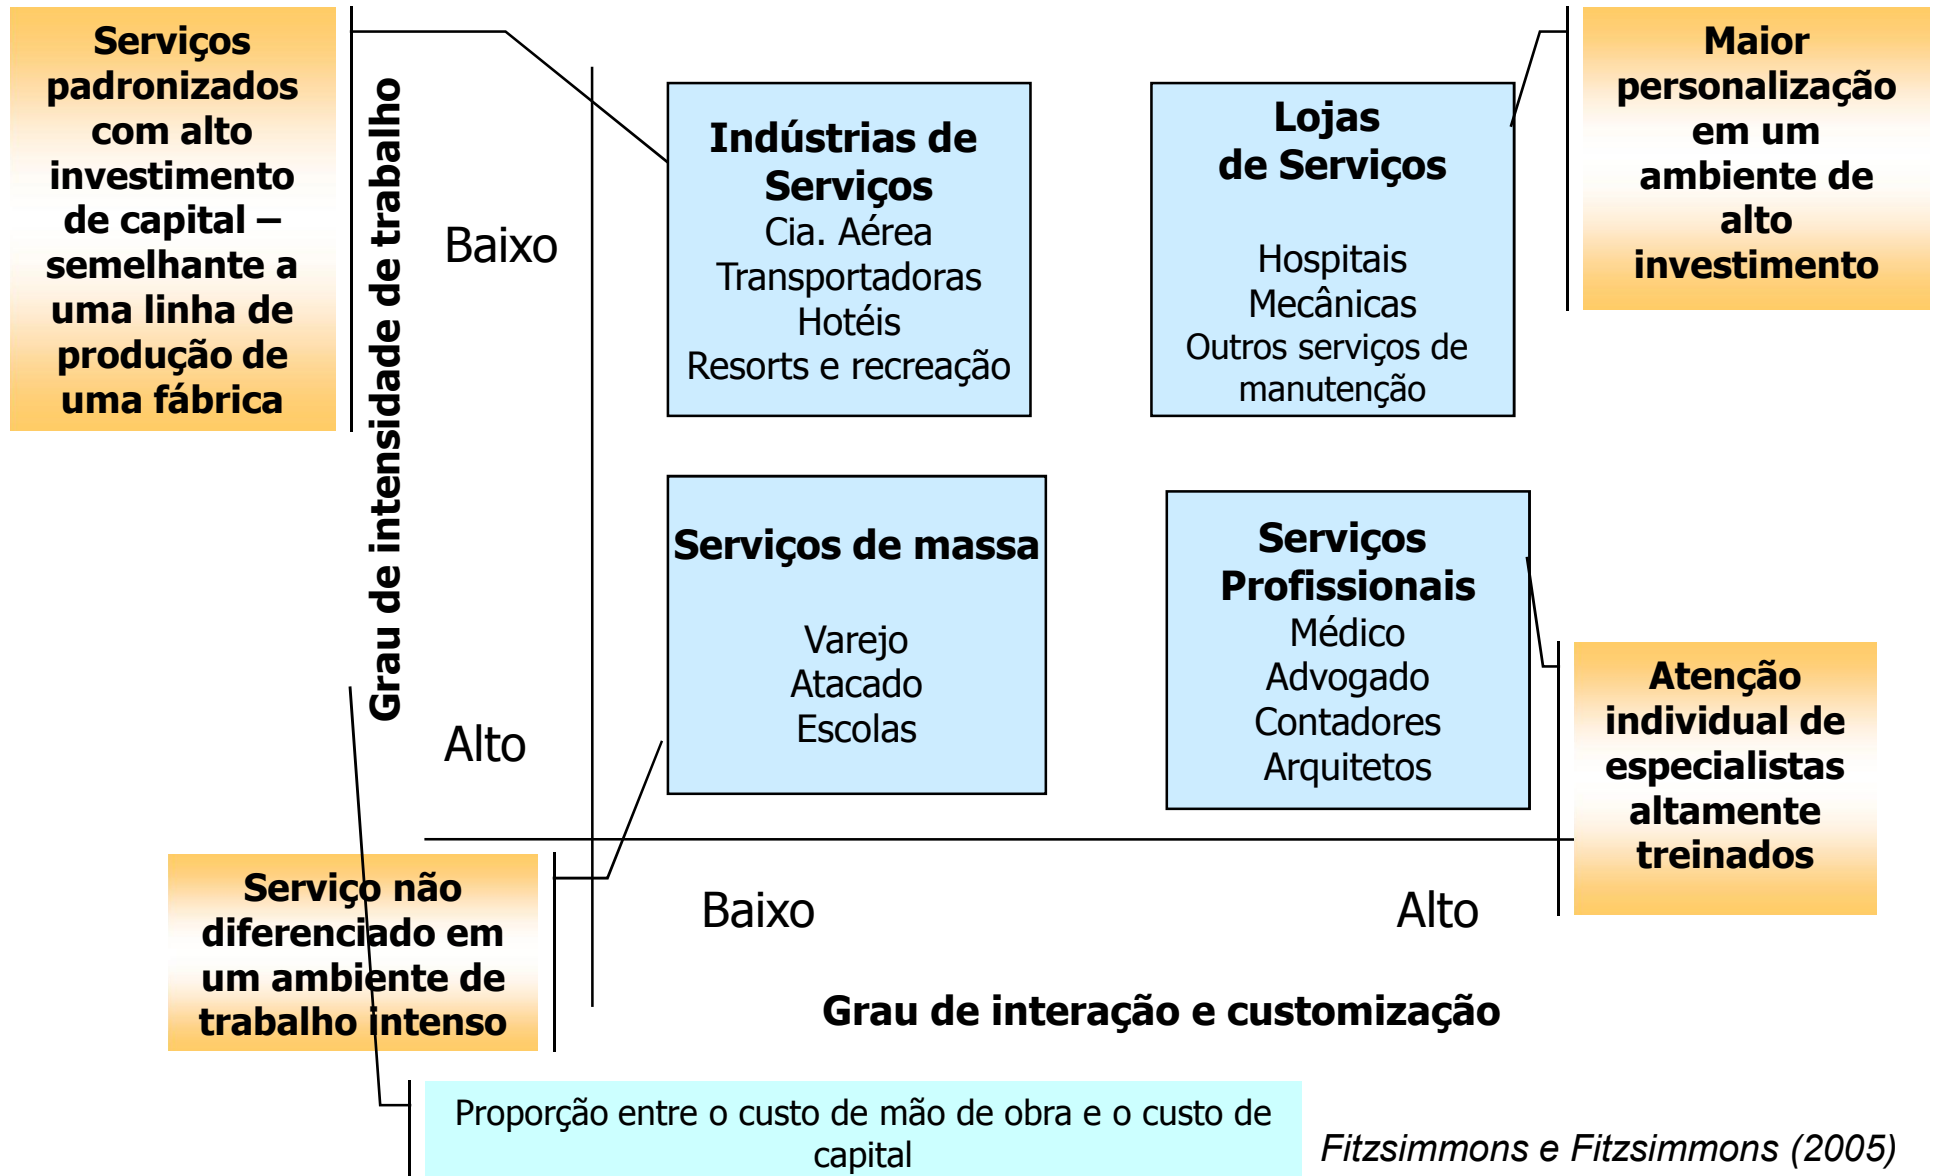 Serviços
padronizados
com alto
investimento
de capital –
semelhante a
uma linha de
produção de
uma fábrica
Grau de intensidade de trabalho
Baixo
Alto
Indústrias de
Serviços
Cia. Aérea
Transportadoras
Hotéis
Resorts e recreação
Lojas
de Serviços
Hospitais
Mecânicas
Outros serviços de
manutenção
Maior
personalização
em um
ambiente de
alto
investimento
Serviços de massa
Varejo
Atacado
Escolas
Serviços
Profissionais
Médico
Advogado
Contadores
Arquitetos
Atenção
individual de
especialistas
altamente
treinados
Serviço não
diferenciado em
um ambiente de
trabalho intenso
Baixo
Alto
Grau de interação e customização
Proporção entre o custo de mão de obra e o custo de
capital
Fitzsimmons e Fitzsimmons (2005)